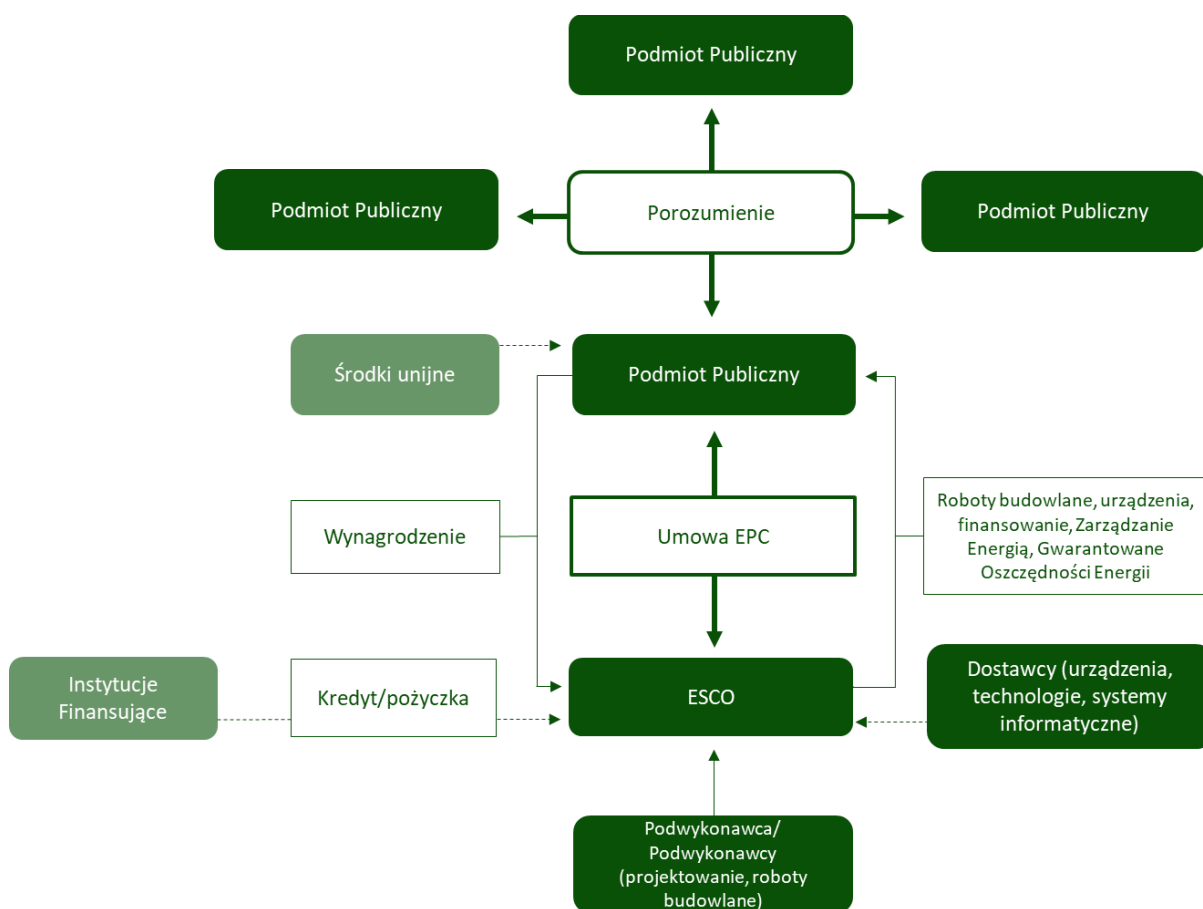 Podmiot Publiczny
Podmiot Publiczny
Porozumienie
Podmiot Publiczny
Środki unijne
Podmiot Publiczny
Wynagrodzenie
Umowa EPC
Roboty budowlane, urządzenia,
finansowanie, Zarządzanie
Energią, Gwarantowane
Oszczędności Energii
Instytucje
Finansujące
Kredyt/pożyczka
ESCO
Dostawcy (urządzenia,
technologie, systemy
informatyczne)
Podwykonawca/
Podwykonawcy
(projektowanie, roboty
budowlane)